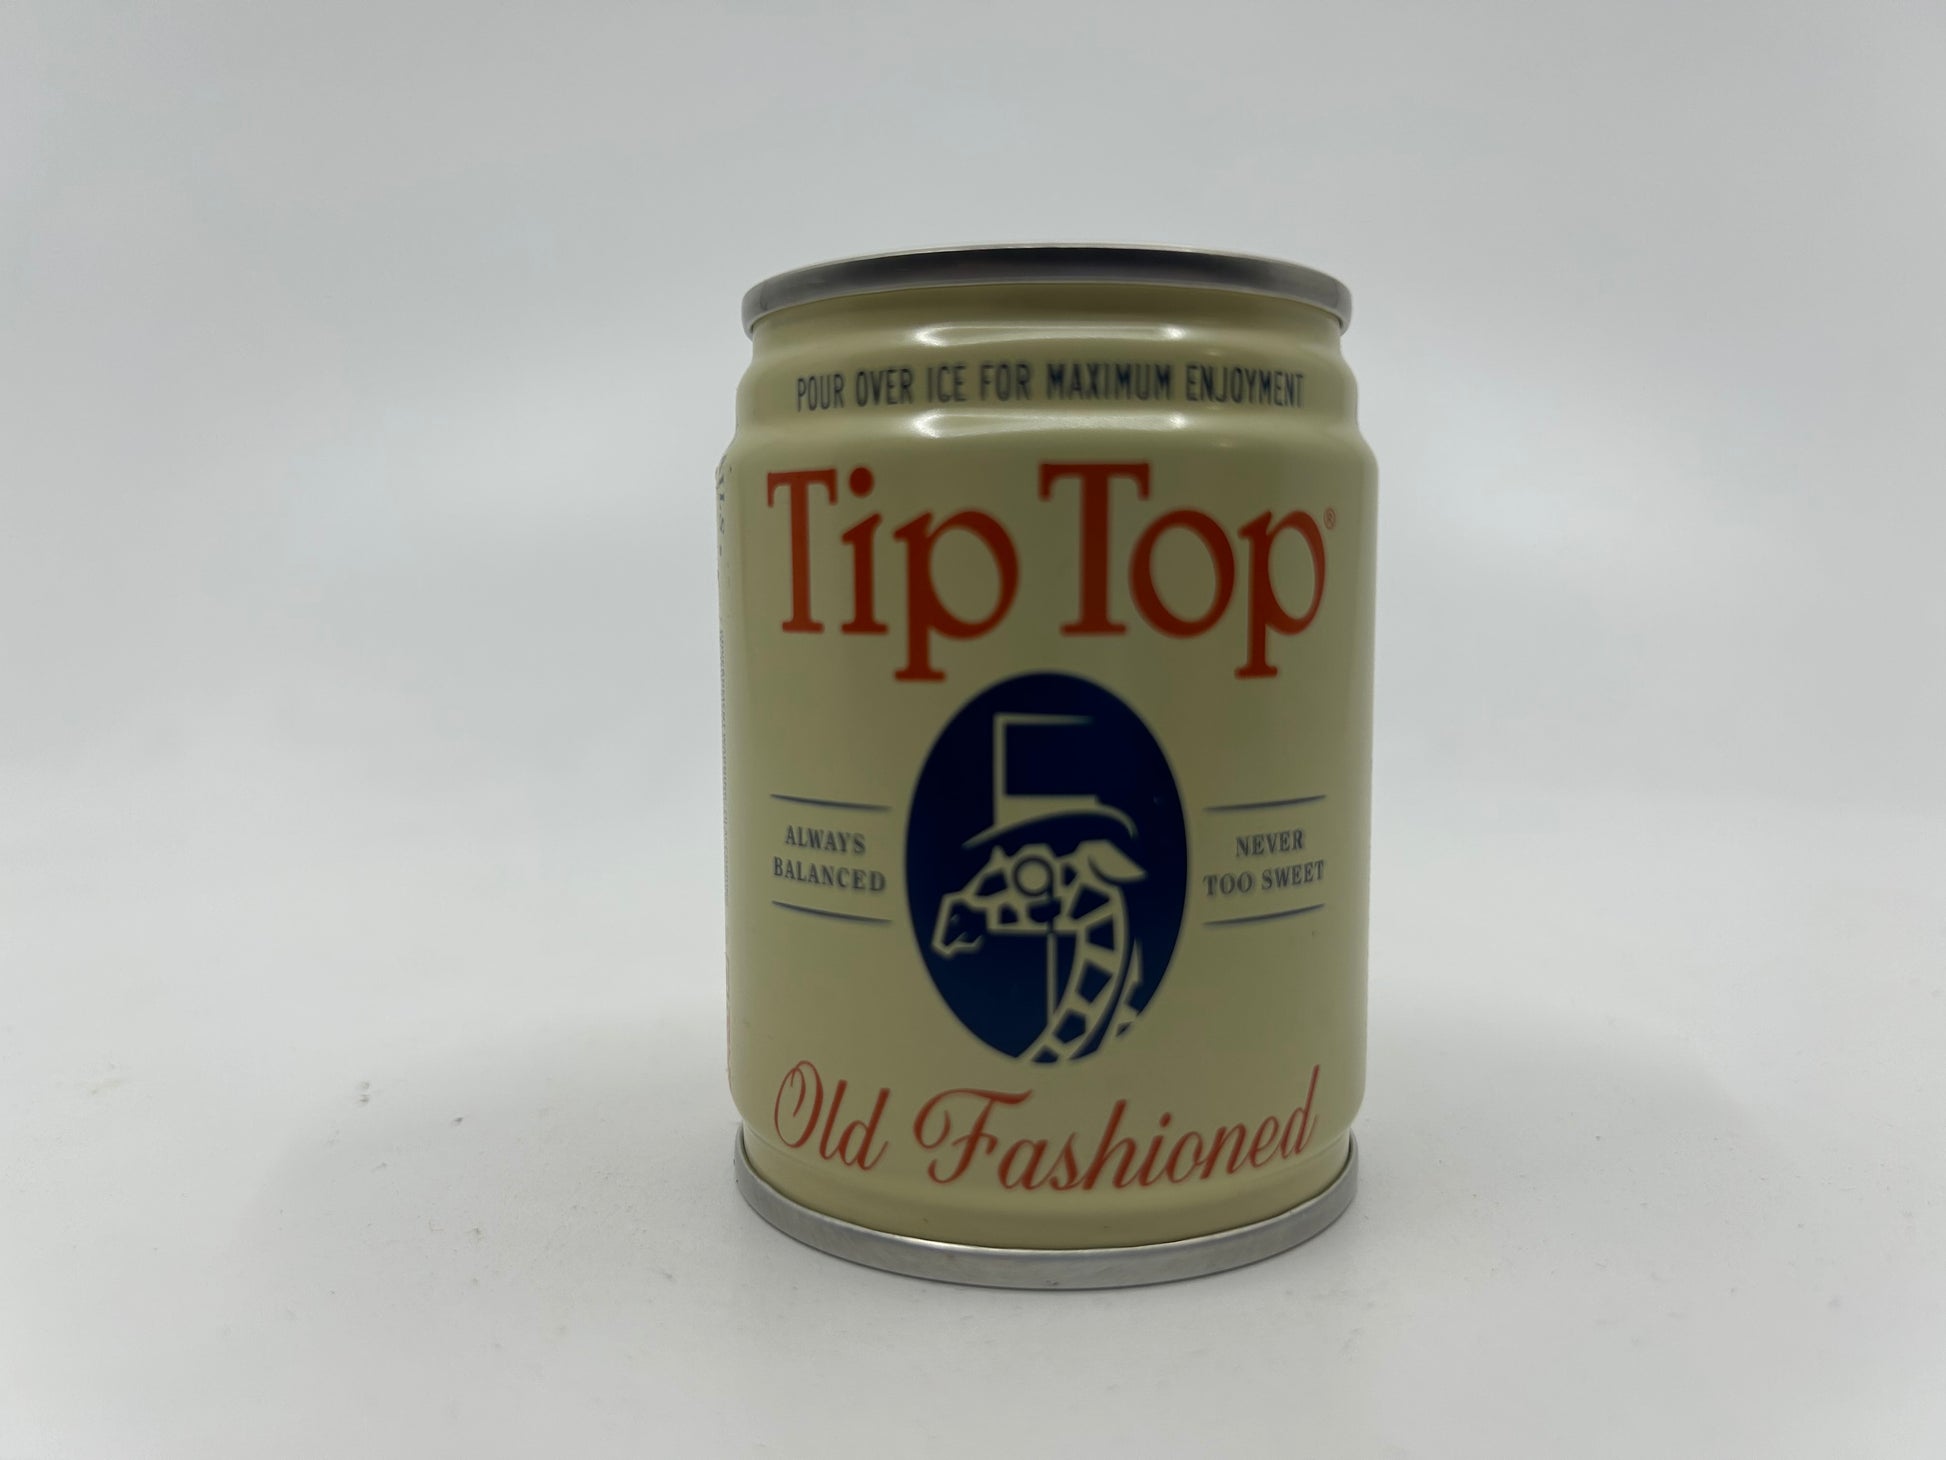 POUR OVER ICE FOR MAXIMUM ENJOYMENT
Tip Top®
ALWAYS
BALANCED
NEVER
TOO SWEET
Old Fashioned